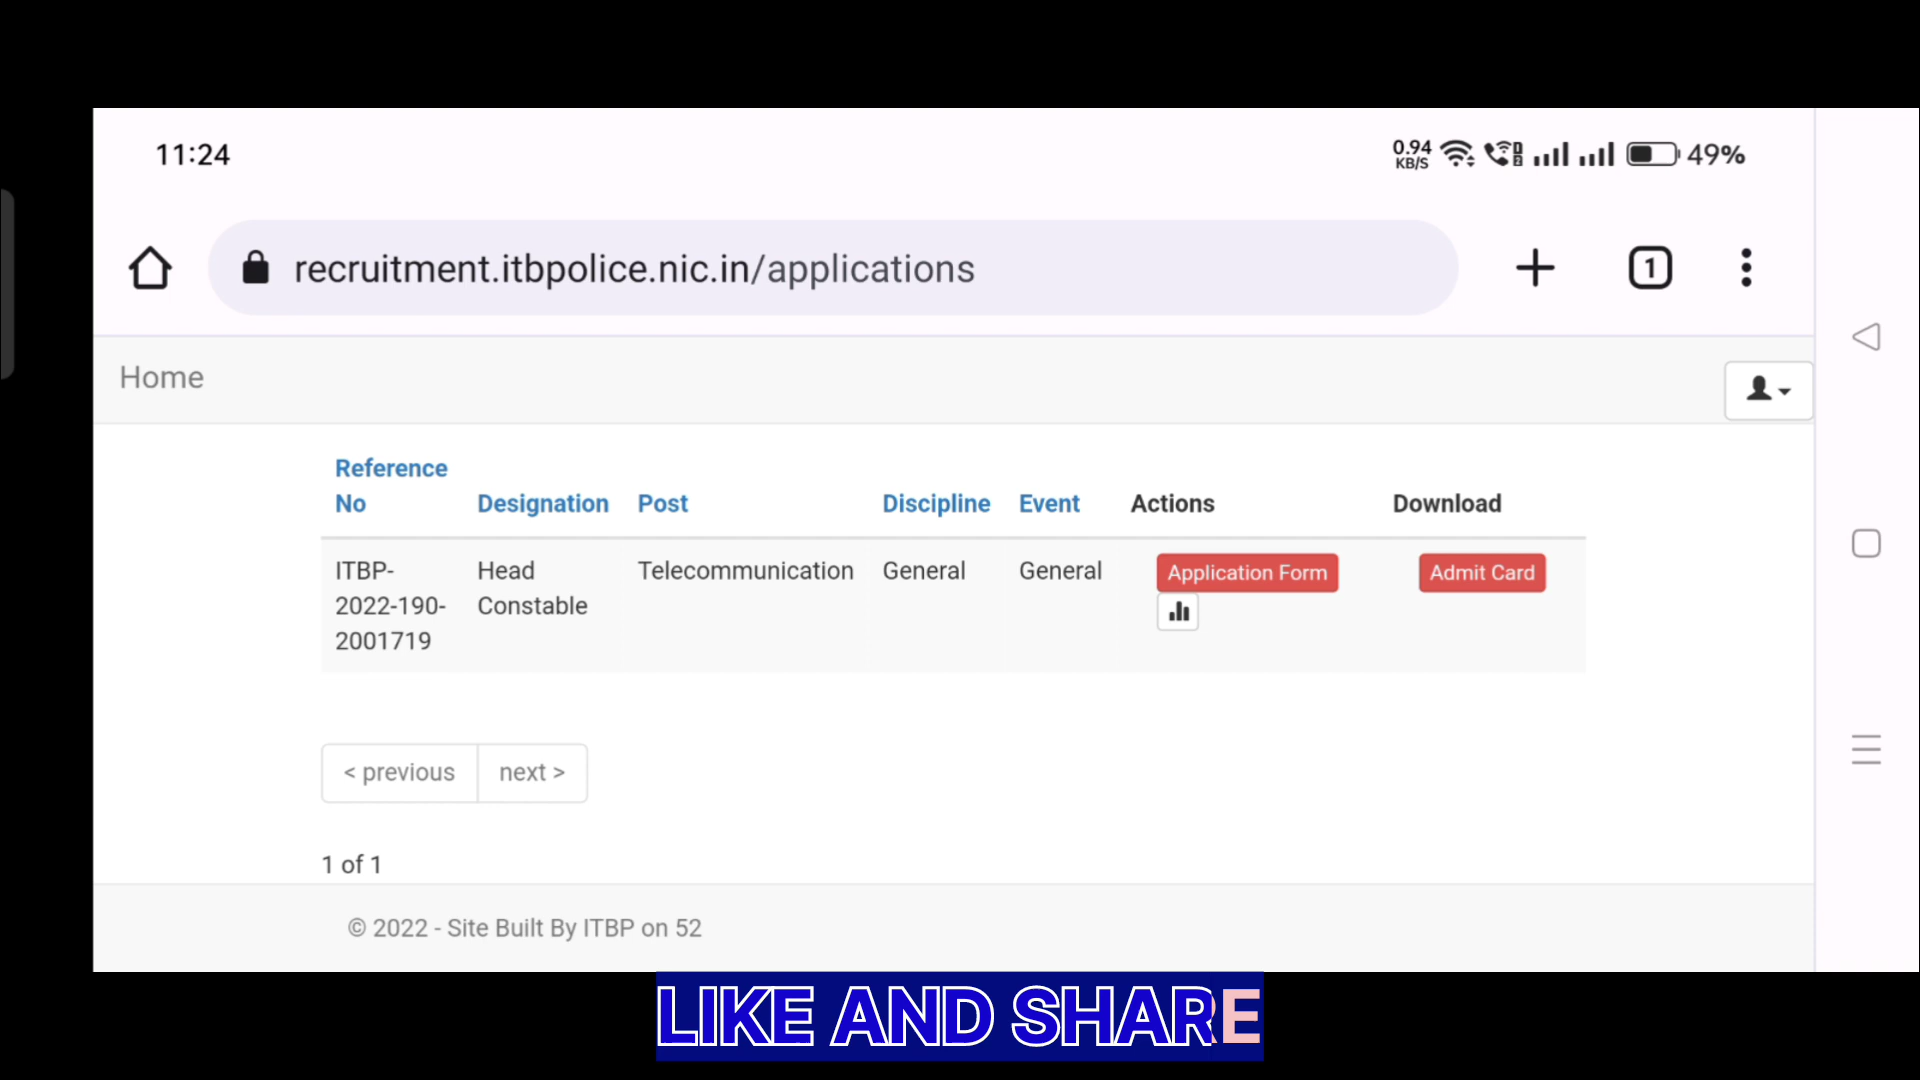 11:24
0.94
KB/S
49%
recruitment.itbpolice.nic.in/applications
1
Home
Reference
No
Designation
Post
Discipline
Event
Actions
Download
ITBP-
2022-190-
2001719
Head
Constable
Telecommunication
General
General
Application Form
Admit Card
< previous
next >
1 of 1
© 2022 - Site Built By ITBP on 52
LIKE AND SHARE